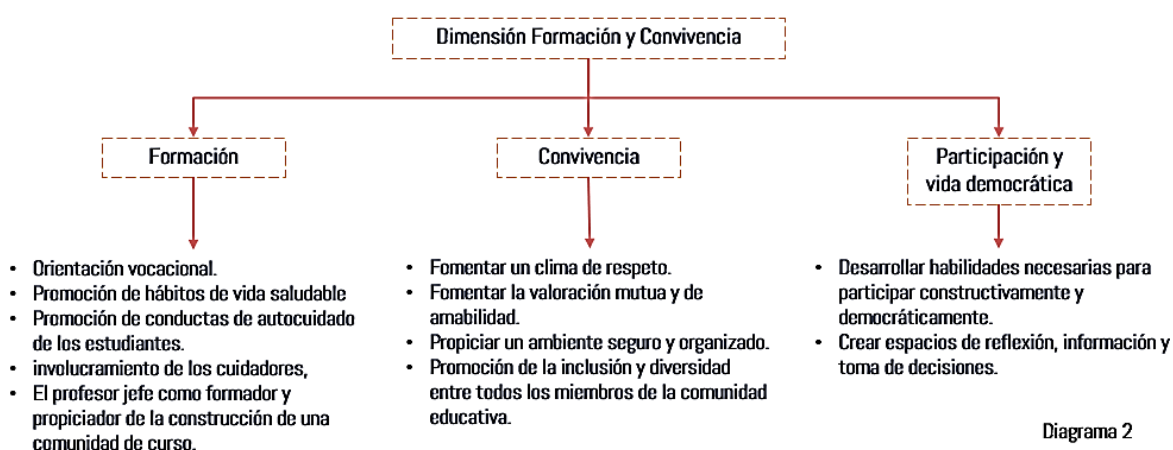 Dimensión Formación y Convivencia
Formación
• Orientación vocacional.
• Promoción de hábitos de vida saludable
• Promoción de conductas de autocuidado
de los estudiantes.
• involucramiento de los cuidadores,
• El profesor jefe como formador y
propiciador de la construcción de una
comunidad de curso.
Convivencia
• Fomentar un clima de respeto.
• Fomentar la valoración mutua y de
amabilidad.
• Propiciar un ambiente seguro y organizado.
• Promoción de la inclusión y diversidad
entre todos los miembros de la comunidad
educativa.
Participación y
vida democrática
• Desarrollar habilidades necesarias para
participar constructivamente y
democráticamente.
• Crear espacios de reflexión, información y
toma de decisiones.
Diagrama 2